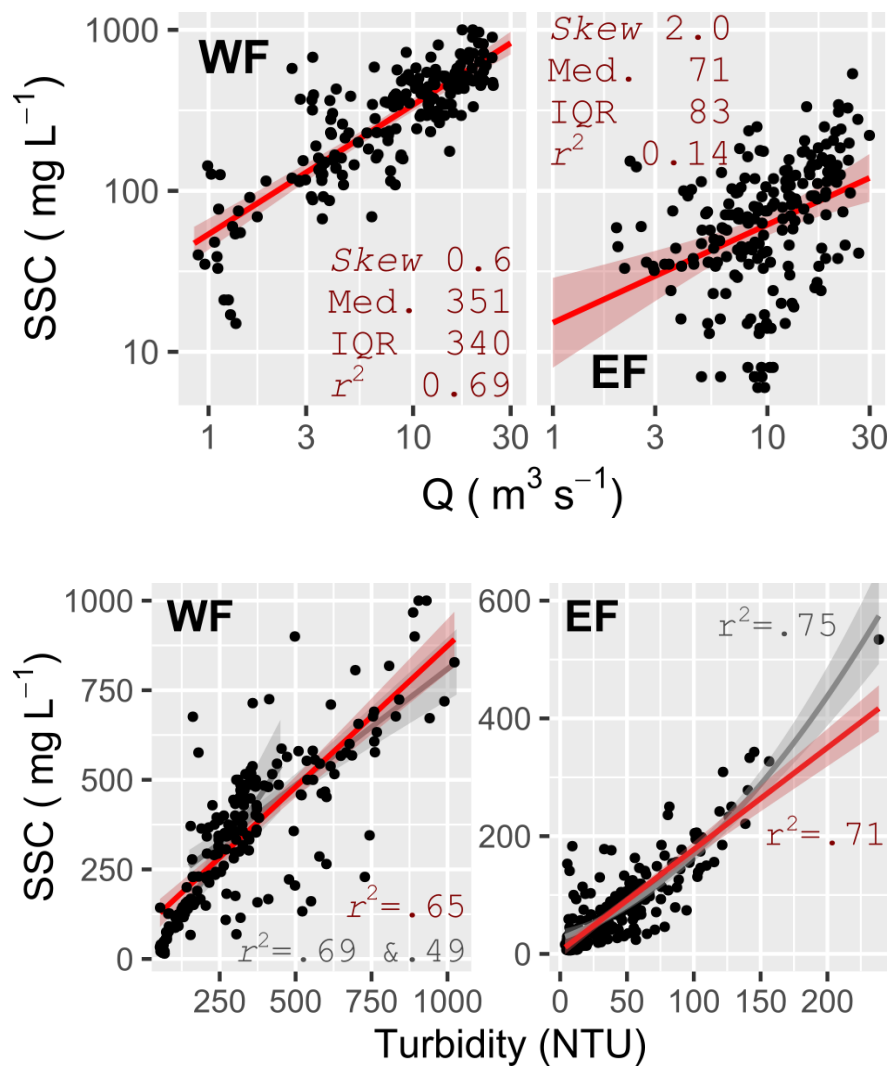 SSC ( mg L⁻¹)
1000
100
10
WF
Skew 0.6
Med. 351
IQR 340
r² 0.69
1 3 10 30
Skew 2.0
Med. 71
IQR 83
r² 0.14
EF
1 3 10 30
Q ( m³ s⁻¹)
SSC ( mg L⁻¹)
1000
750
500
250
0
WF
r²=.65
r²=.69 & .49
250 500 750 1000
600
400
200
0
EF
r²=.75
r²=.71
0 50 100 150 200
Turbidity (NTU)